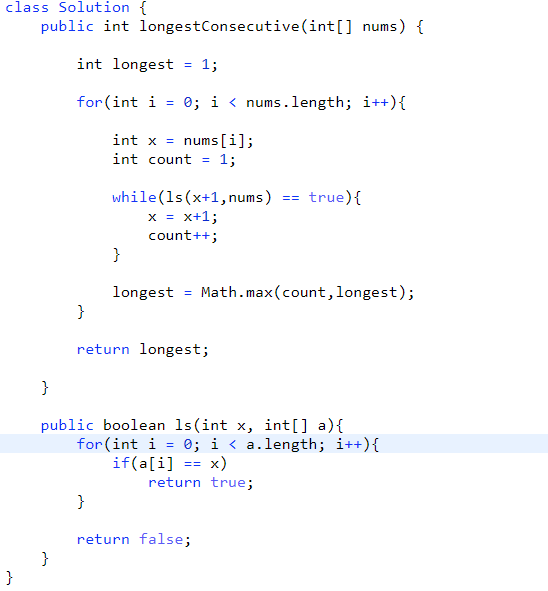 class Solution {
    public int longestConsecutive(int[] nums) {
        int longest = 1;
        for(int i = 0; i < nums.length; i++){
            int x = nums[i];
            int count = 1;
            while(ls(x+1,nums) == true){
                x = x+1;
                count++;
            }
            longest = Math.max(count,longest);
        }
        return longest;
    }
    public boolean ls(int x, int[] a){
        for(int i = 0; i < a.length; i++){
            if(a[i] == x)
                return true;
        }
        return false;
    }
}